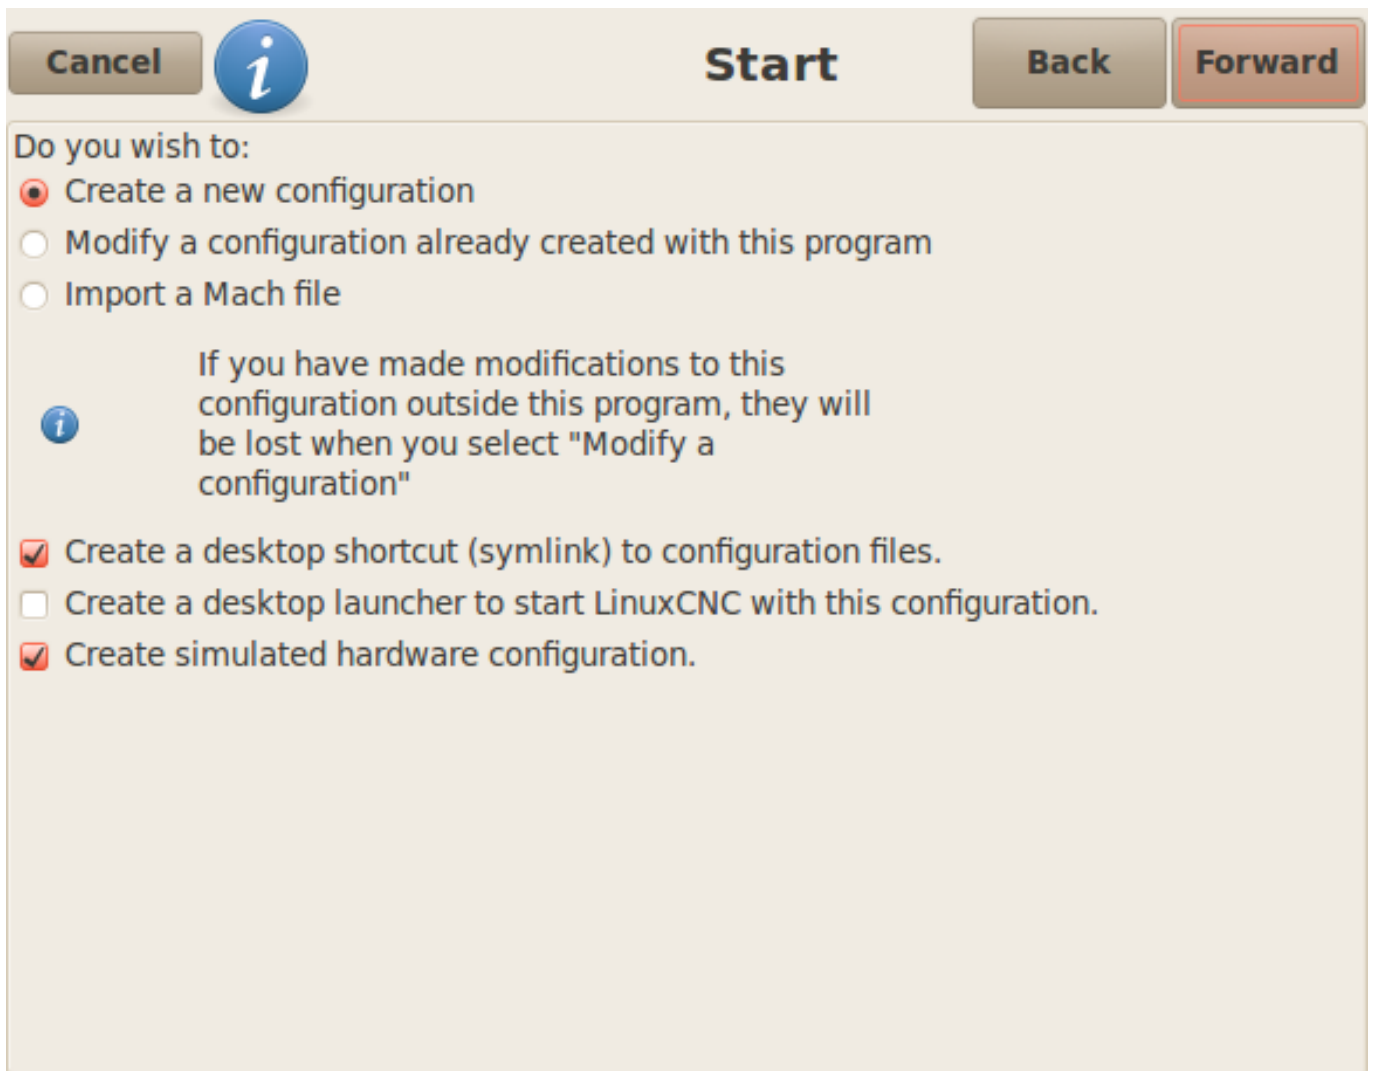 Cancel
i
Start
Back
Forward
Do you wish to:
Create a new configuration
Modify a configuration already created with this program
Import a Mach file
If you have made modifications to this
configuration outside this program, they will
be lost when you select "Modify a
configuration"
i
Create a desktop shortcut (symlink) to configuration files.
Create a desktop launcher to start LinuxCNC with this configuration.
Create simulated hardware configuration.